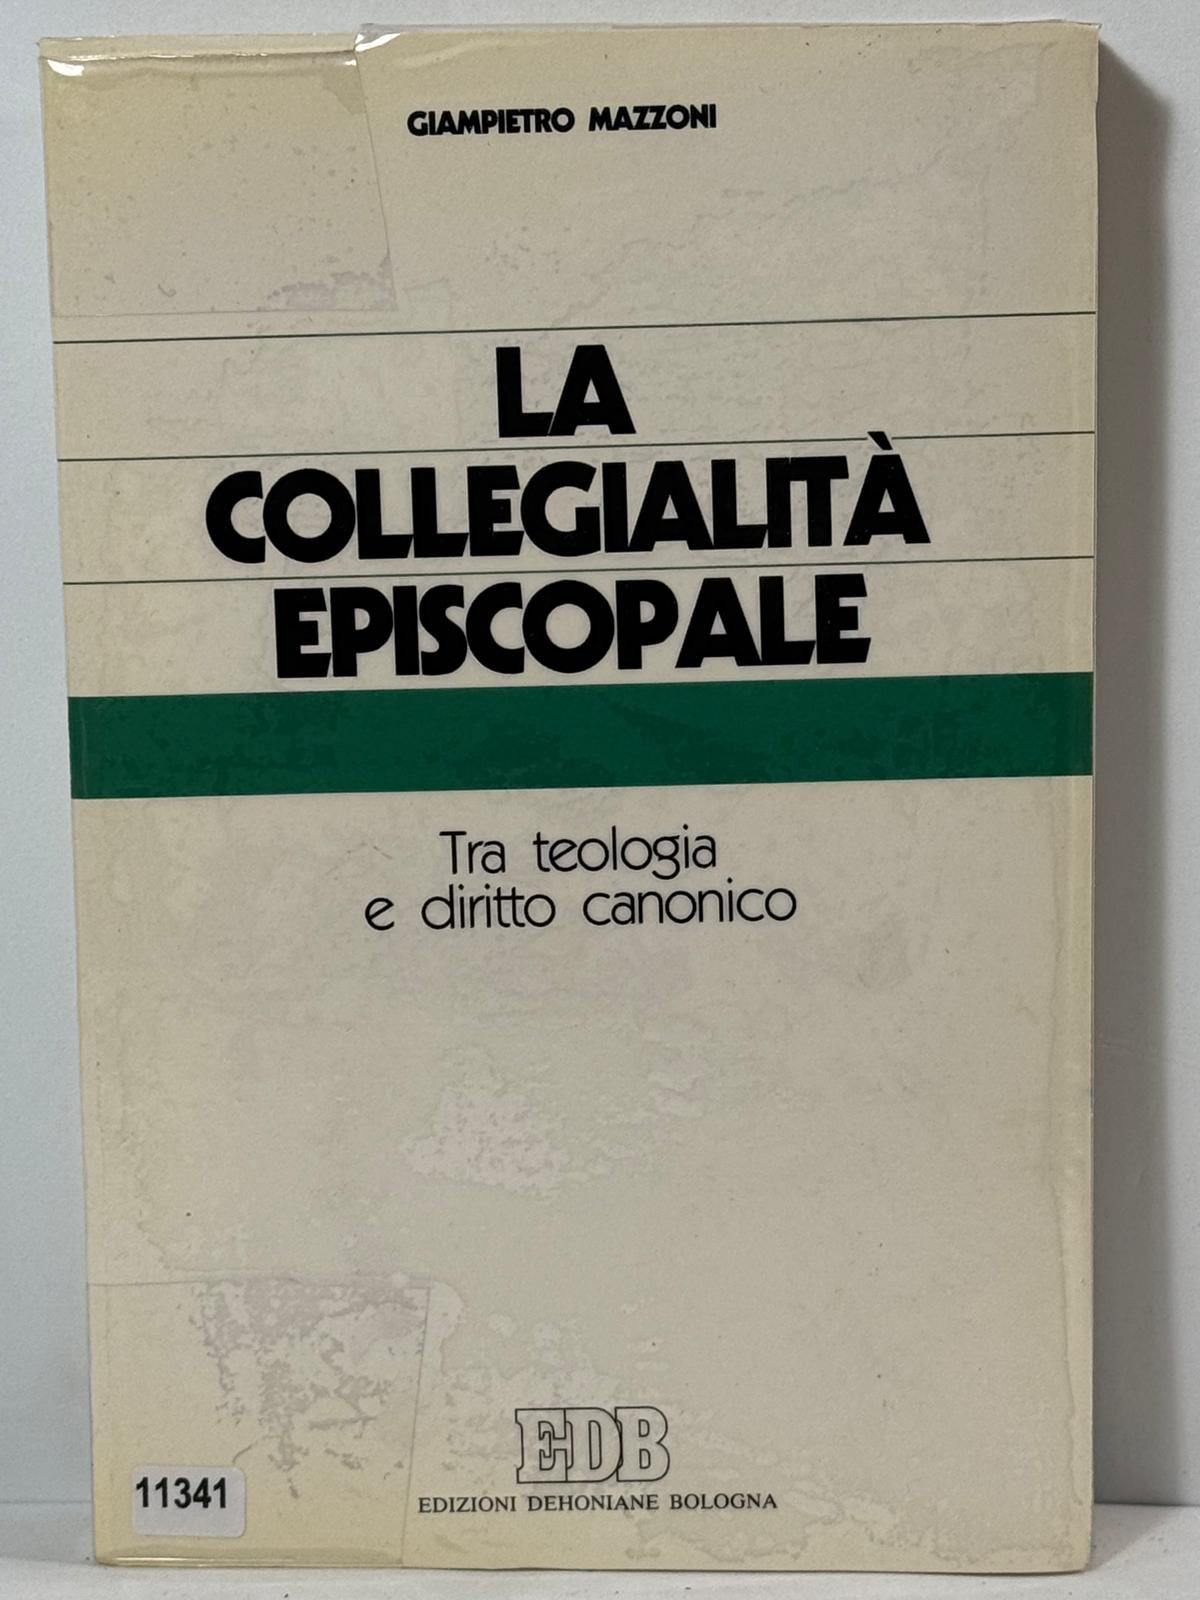 GIAMPIETRO MAZZONI
LA
COLLEGIALITÀ
EPISCOPALE
Tra teologia
e diritto canonico
EDB
EDIZIONI DEHONIANE BOLOGNA
11341